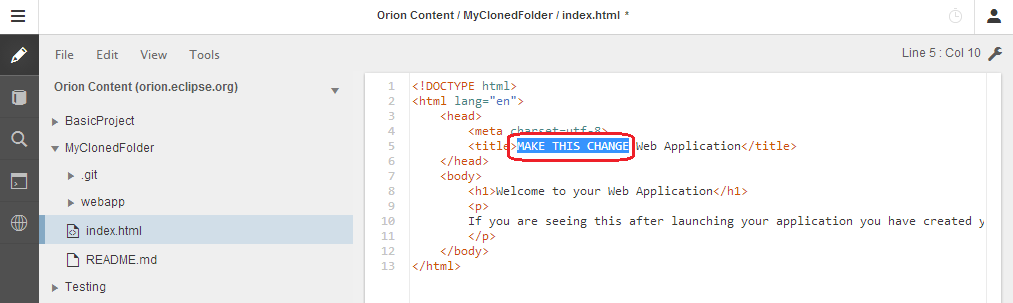 Orion Content / MyClonedFolder / index.html *
File Edit View Tools
Line 5 : Col 10
Orion Content (orion.eclipse.org)
BasicProject
MyClonedFolder
.git
webapp
index.html
README.md
Testing
1 <!DOCTYPE html>
2 <html lang="en">
3 <head>
4 <meta charset=utf-8>
5 <title>MAKE THIS CHANGE Web Application</title>
6 </head>
7 <body>
8 <h1>Welcome to your Web Application</h1>
9 <p>
10 If you are seeing this after launching your application you have created y
11 </p>
12 </body>
13 </html>